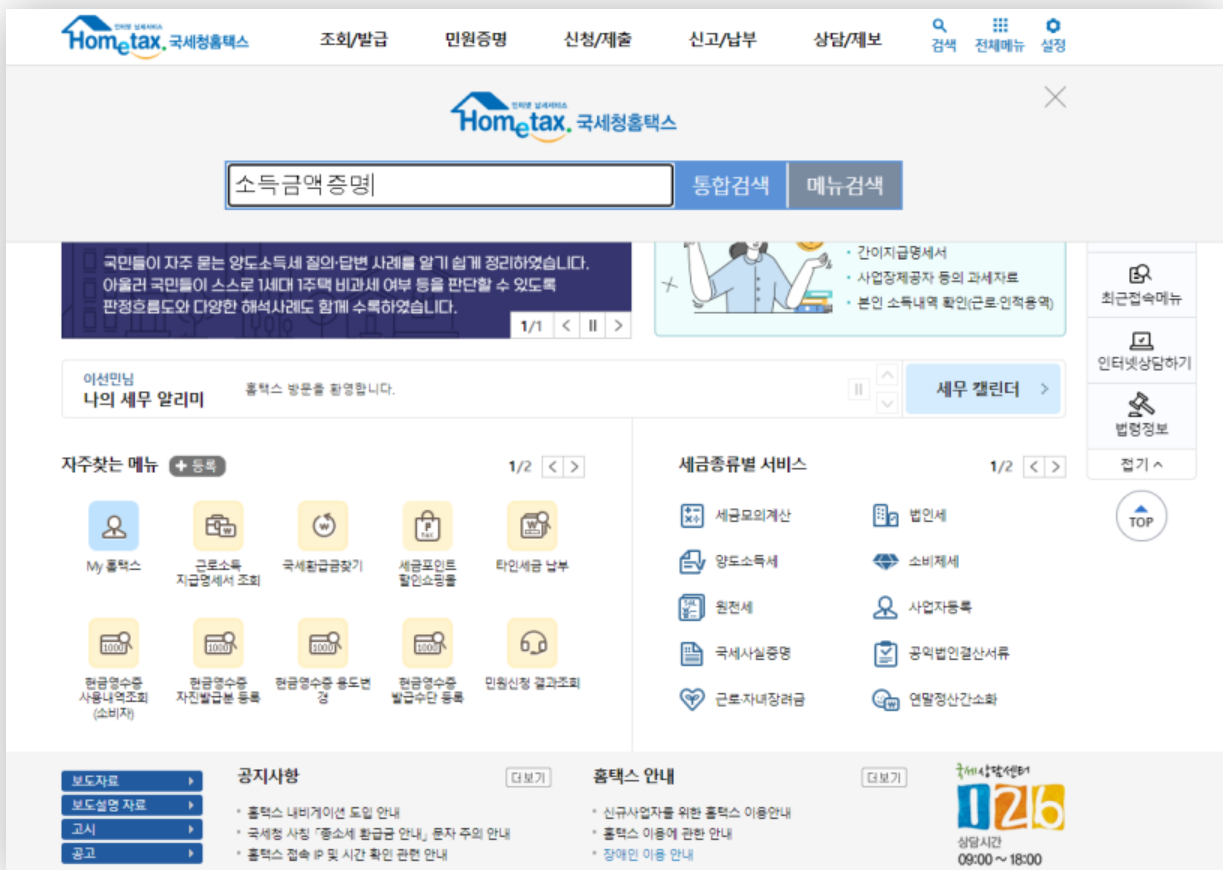 인터넷 납세서비스
Hometax. 국세청홈택스
조회/발급
민원증명
신청/제출
신고/납부
상담/제보
검색
전체메뉴
설정
인터넷 납세서비스
Hometax. 국세청홈택스
소득금액증명
통합검색
메뉴검색
국민들이 자주 묻는 양도소득세 질의·답변 사례를 알기 쉽게 정리하였습니다.
아울러 국민들이 스스로 1세대 1주택 비과세 여부 등을 판단할 수 있도록
판정흐름도와 다양한 해석사례도 함께 수록하였습니다.
1/1
· 간이지급명세서
· 사업장제공자 등의 과세자료
· 본인 소득내역 확인(근로·인적용역)
최근접속메뉴
인터넷상담하기
법령정보
접기
TOP
이선민님
나의 세무 알리미
홈택스 방문을 환영합니다.
세무 캘린더
자주찾는 메뉴
+ 등록
1/2
My 홈택스
근로소득
지급명세서 조회
국세환급금찾기
세금포인트
할인쇼핑몰
타인세금 납부
현금영수증
사용내역조회
(소비자)
현금영수증
자진발급분 등록
현금영수증 용도변
경
현금영수증
발급수단 등록
민원신청 결과조회
세금종류별 서비스
1/2
세금모의계산
법인세
양도소득세
소비제세
원천세
사업자등록
국세사실증명
공익법인결산서류
근로·자녀장려금
연말정산간소화
보도자료
보도설명 자료
고시
공고
공지사항
더보기
· 홈택스 내비게이션 도입 안내
· 국세청 사칭 「종소세 환급금 안내」 문자 주의 안내
· 홈택스 접속 IP 및 시간 확인 관련 안내
홈택스 안내
더보기
· 신규사업자를 위한 홈택스 이용안내
· 홈택스 이용에 관한 안내
· 장애인 이용 안내
국세상담센터
126
상담시간
09:00 ~ 18:00